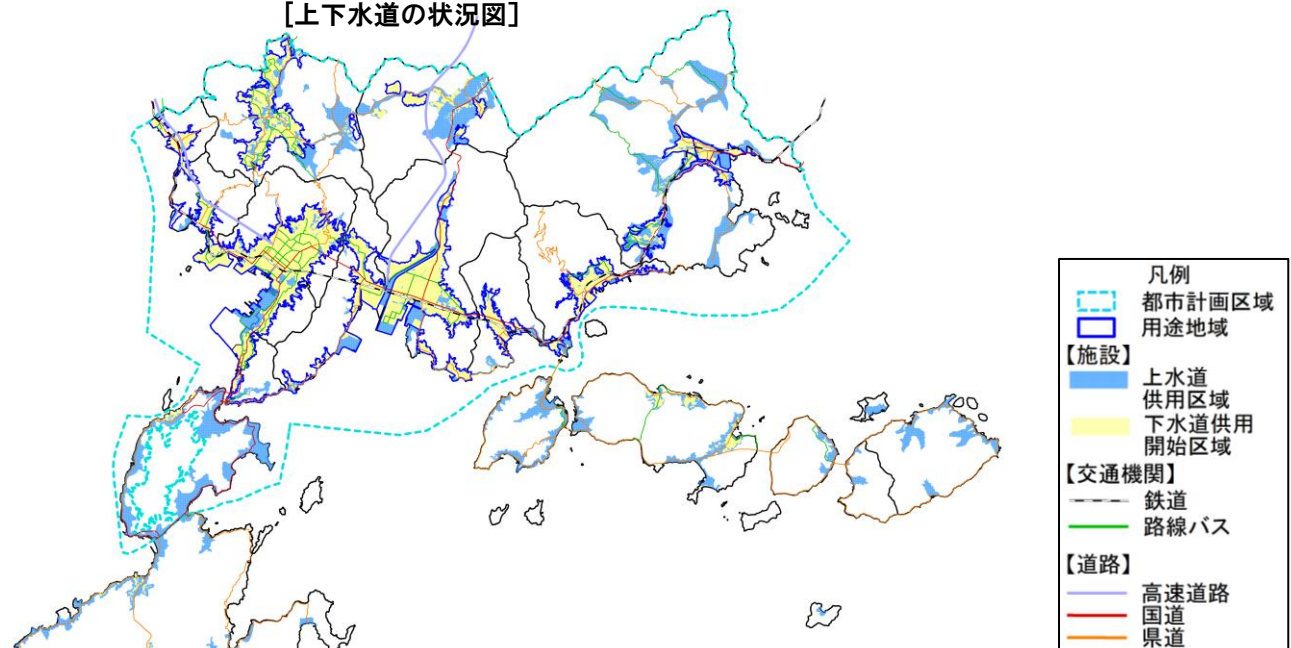 [上下水道の状況図]
凡例
都市計画区域
用途地域
【施設】
上水道
供用区域
下水道供用
開始区域
【交通機関】
鉄道
路線バス
【道路】
高速道路
国道
県道